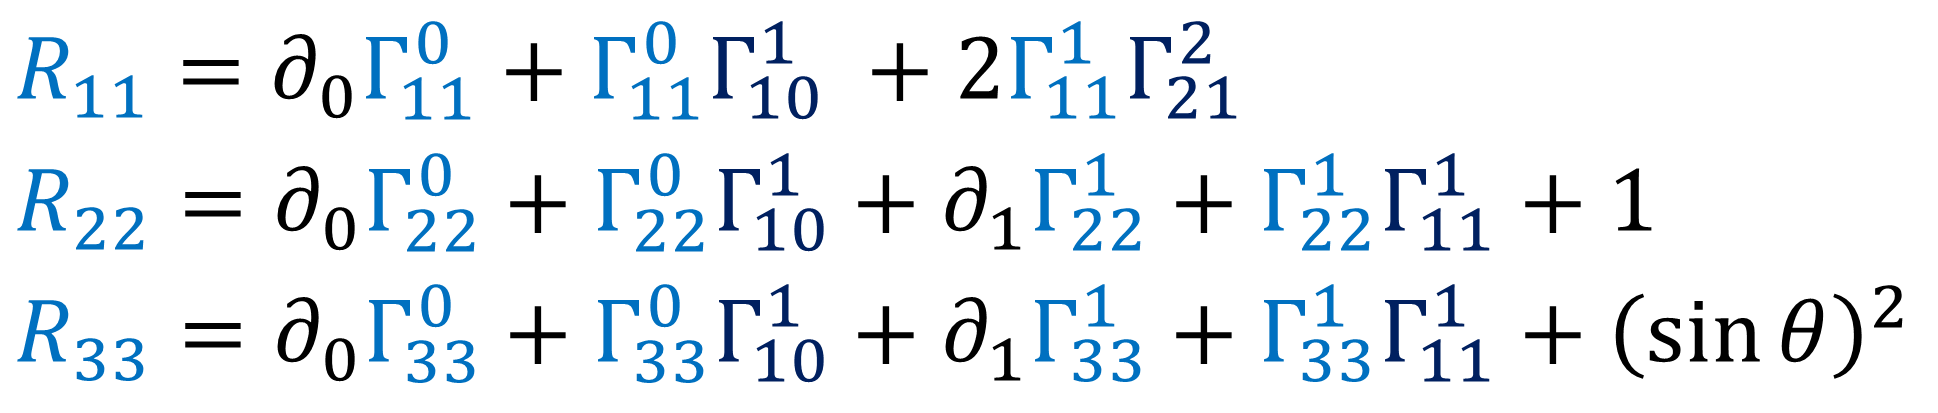 R₁₁ = ∂₀Γ⁰₁₁ + Γ⁰₁₁Γ¹₁₀ + 2Γ¹₁₁Γ²₂₁
R₂₂ = ∂₀Γ⁰₂₂ + Γ⁰₂₂Γ¹₁₀ + ∂₁Γ¹₂₂ + Γ¹₂₂Γ¹₁₁ + 1
R₃₃ = ∂₀Γ⁰₃₃ + Γ⁰₃₃Γ¹₁₀ + ∂₁Γ¹₃₃ + Γ¹₃₃Γ¹₁₁ + (sin θ)²